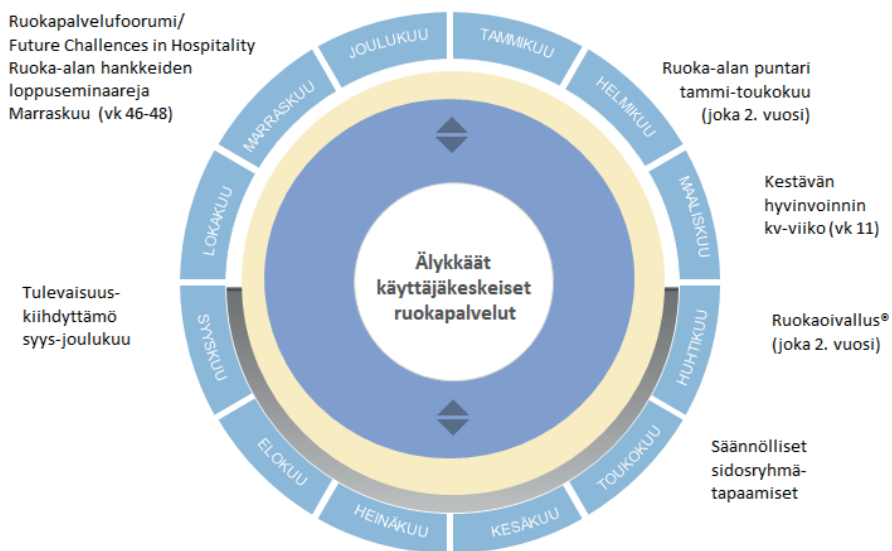 Ruokapalvelufoorumi/
Future Challences in Hospitality
Ruoka-alan hankkeiden
loppuseminaareja
Marraskuu (vk 46-48)
JOULUKUU
TAMMIKUU
HELMIKUU
MAALISKUU
HUHTIKUU
TOUKOKUU
KESÄKUU
HEINÄKUU
ELOKUU
SYYSKUU
LOKAKUU
MARRASKUU
Ruoka-alan puntari
tammi-toukokuu
(joka 2. vuosi)
Kestävän
hyvinvoinnin
kv-viiko (vk 11)
Älykkäät
käyttäjäkeskeiset
ruokapalvelut
Tulevaisuus-
kiihdyttämö
syys-joulukuu
Ruokaoivallus®
(joka 2. vuosi)
Säännölliset
sidosryhmä-
tapaamiset